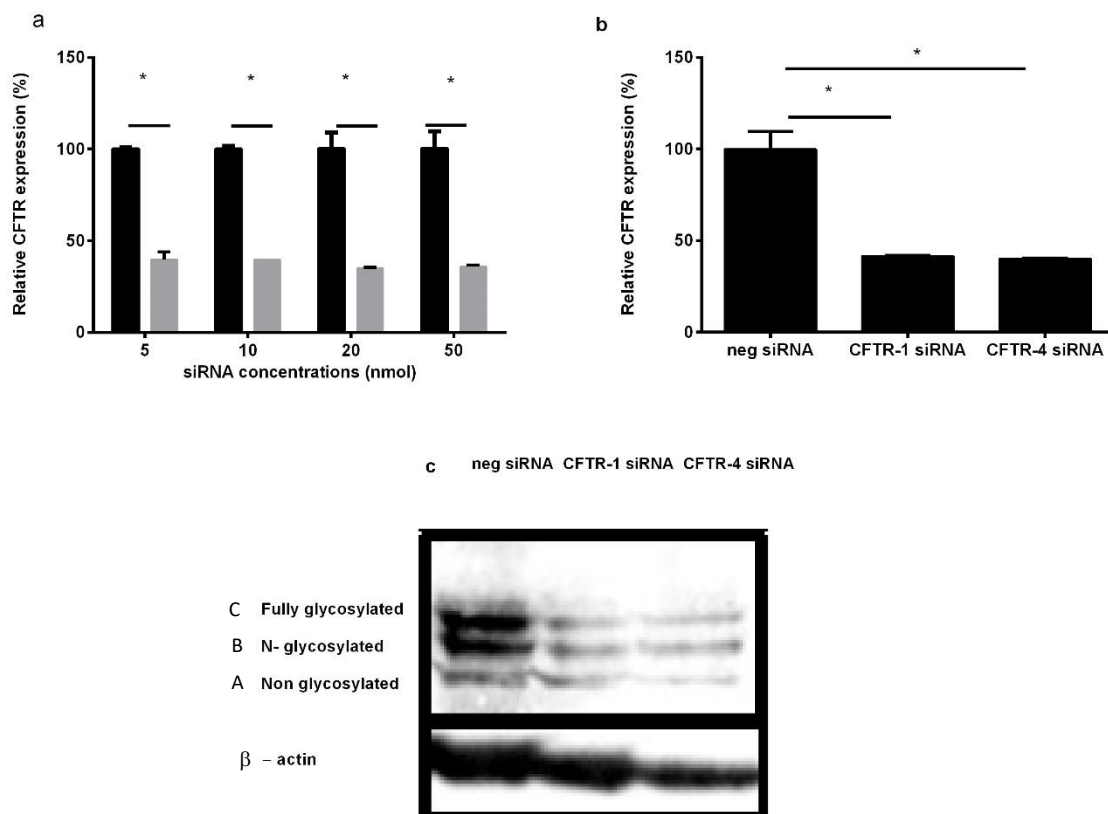 a
150
100
50
0
Relative CFTR expression (%)
* * * *
5 10 20 50
siRNA concentrations (nmol)
b
150
100
50
0
Relative CFTR expression (%)
*
*
neg siRNA CFTR-1 siRNA CFTR-4 siRNA
c neg siRNA CFTR-1 siRNA CFTR-4 siRNA
C Fully glycosylated
B N- glycosylated
A Non glycosylated
β – actin